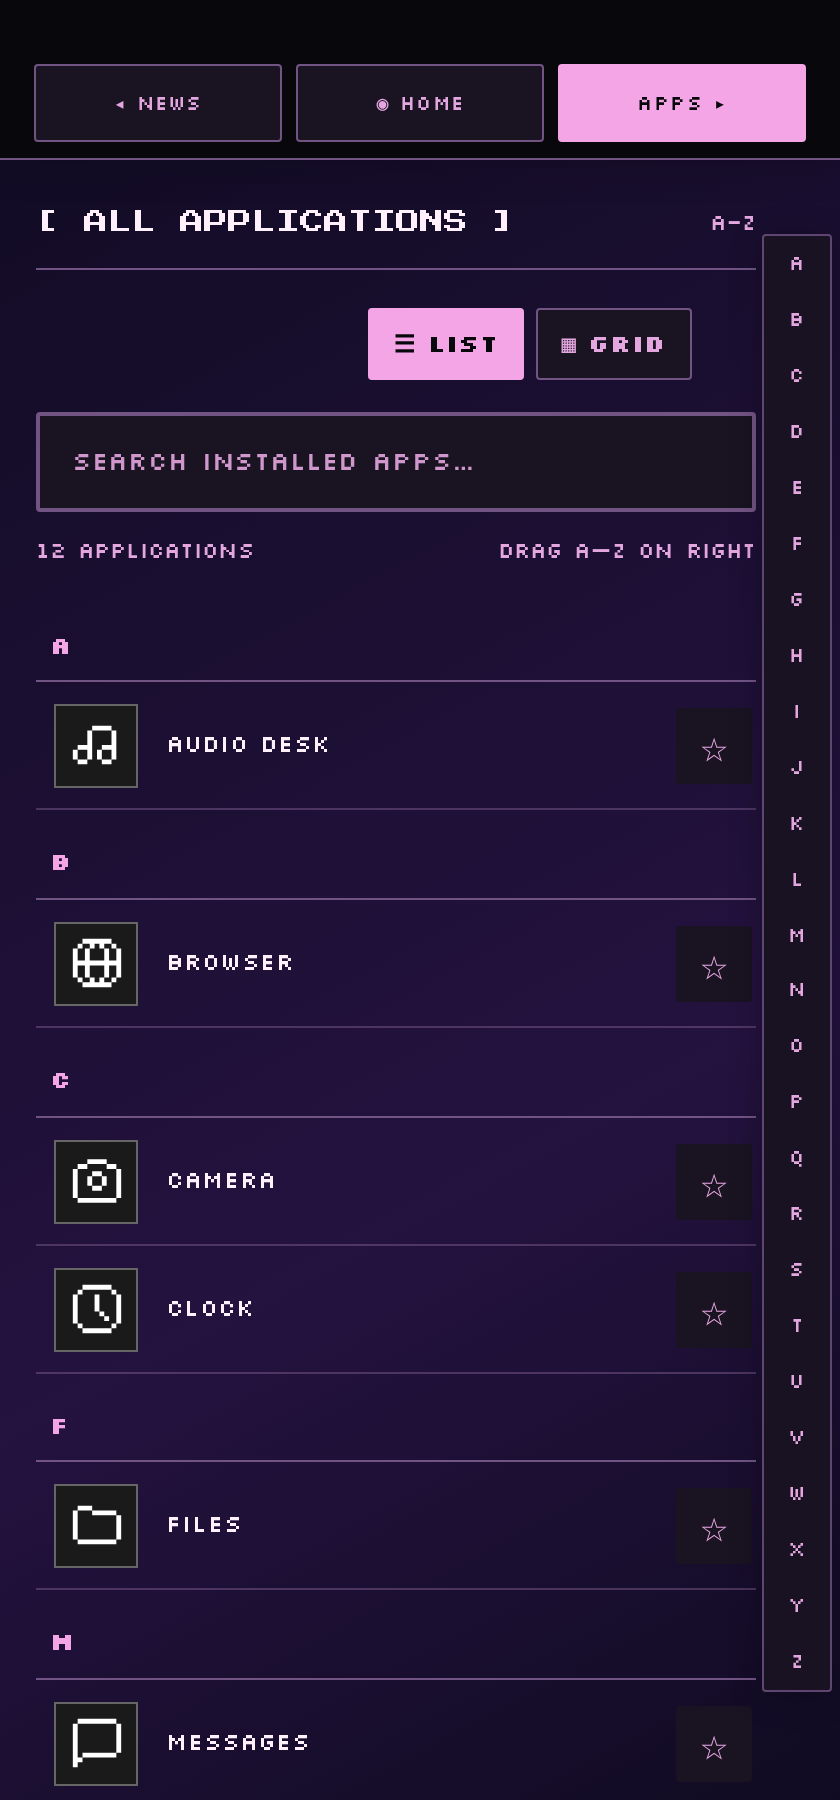 ◂ NEWS
◉ HOME
APPS ▸
[ ALL APPLICATIONS ]
A-Z
☰ LIST
▦ GRID
SEARCH INSTALLED APPS…
12 APPLICATIONS
DRAG A—Z ON RIGHT
A
AUDIO DESK
☆
B
BROWSER
☆
C
CAMERA
☆
CLOCK
☆
F
FILES
☆
M
MESSAGES
☆
A
B
C
D
E
F
G
H
I
J
K
L
M
N
O
P
Q
R
S
T
U
V
W
X
Y
Z